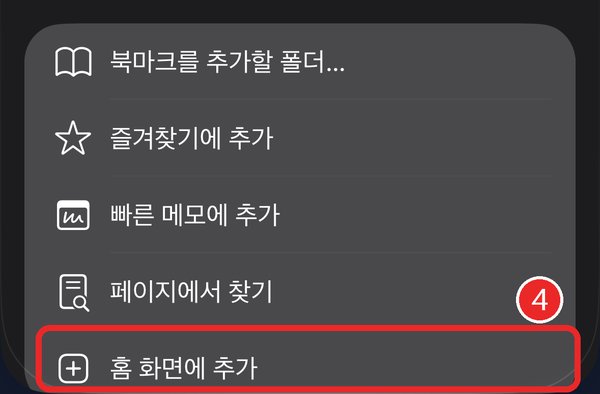 북마크를 추가할 폴더...
즐겨찾기에 추가
빠른 메모에 추가
페이지에서 찾기
4
홈 화면에 추가